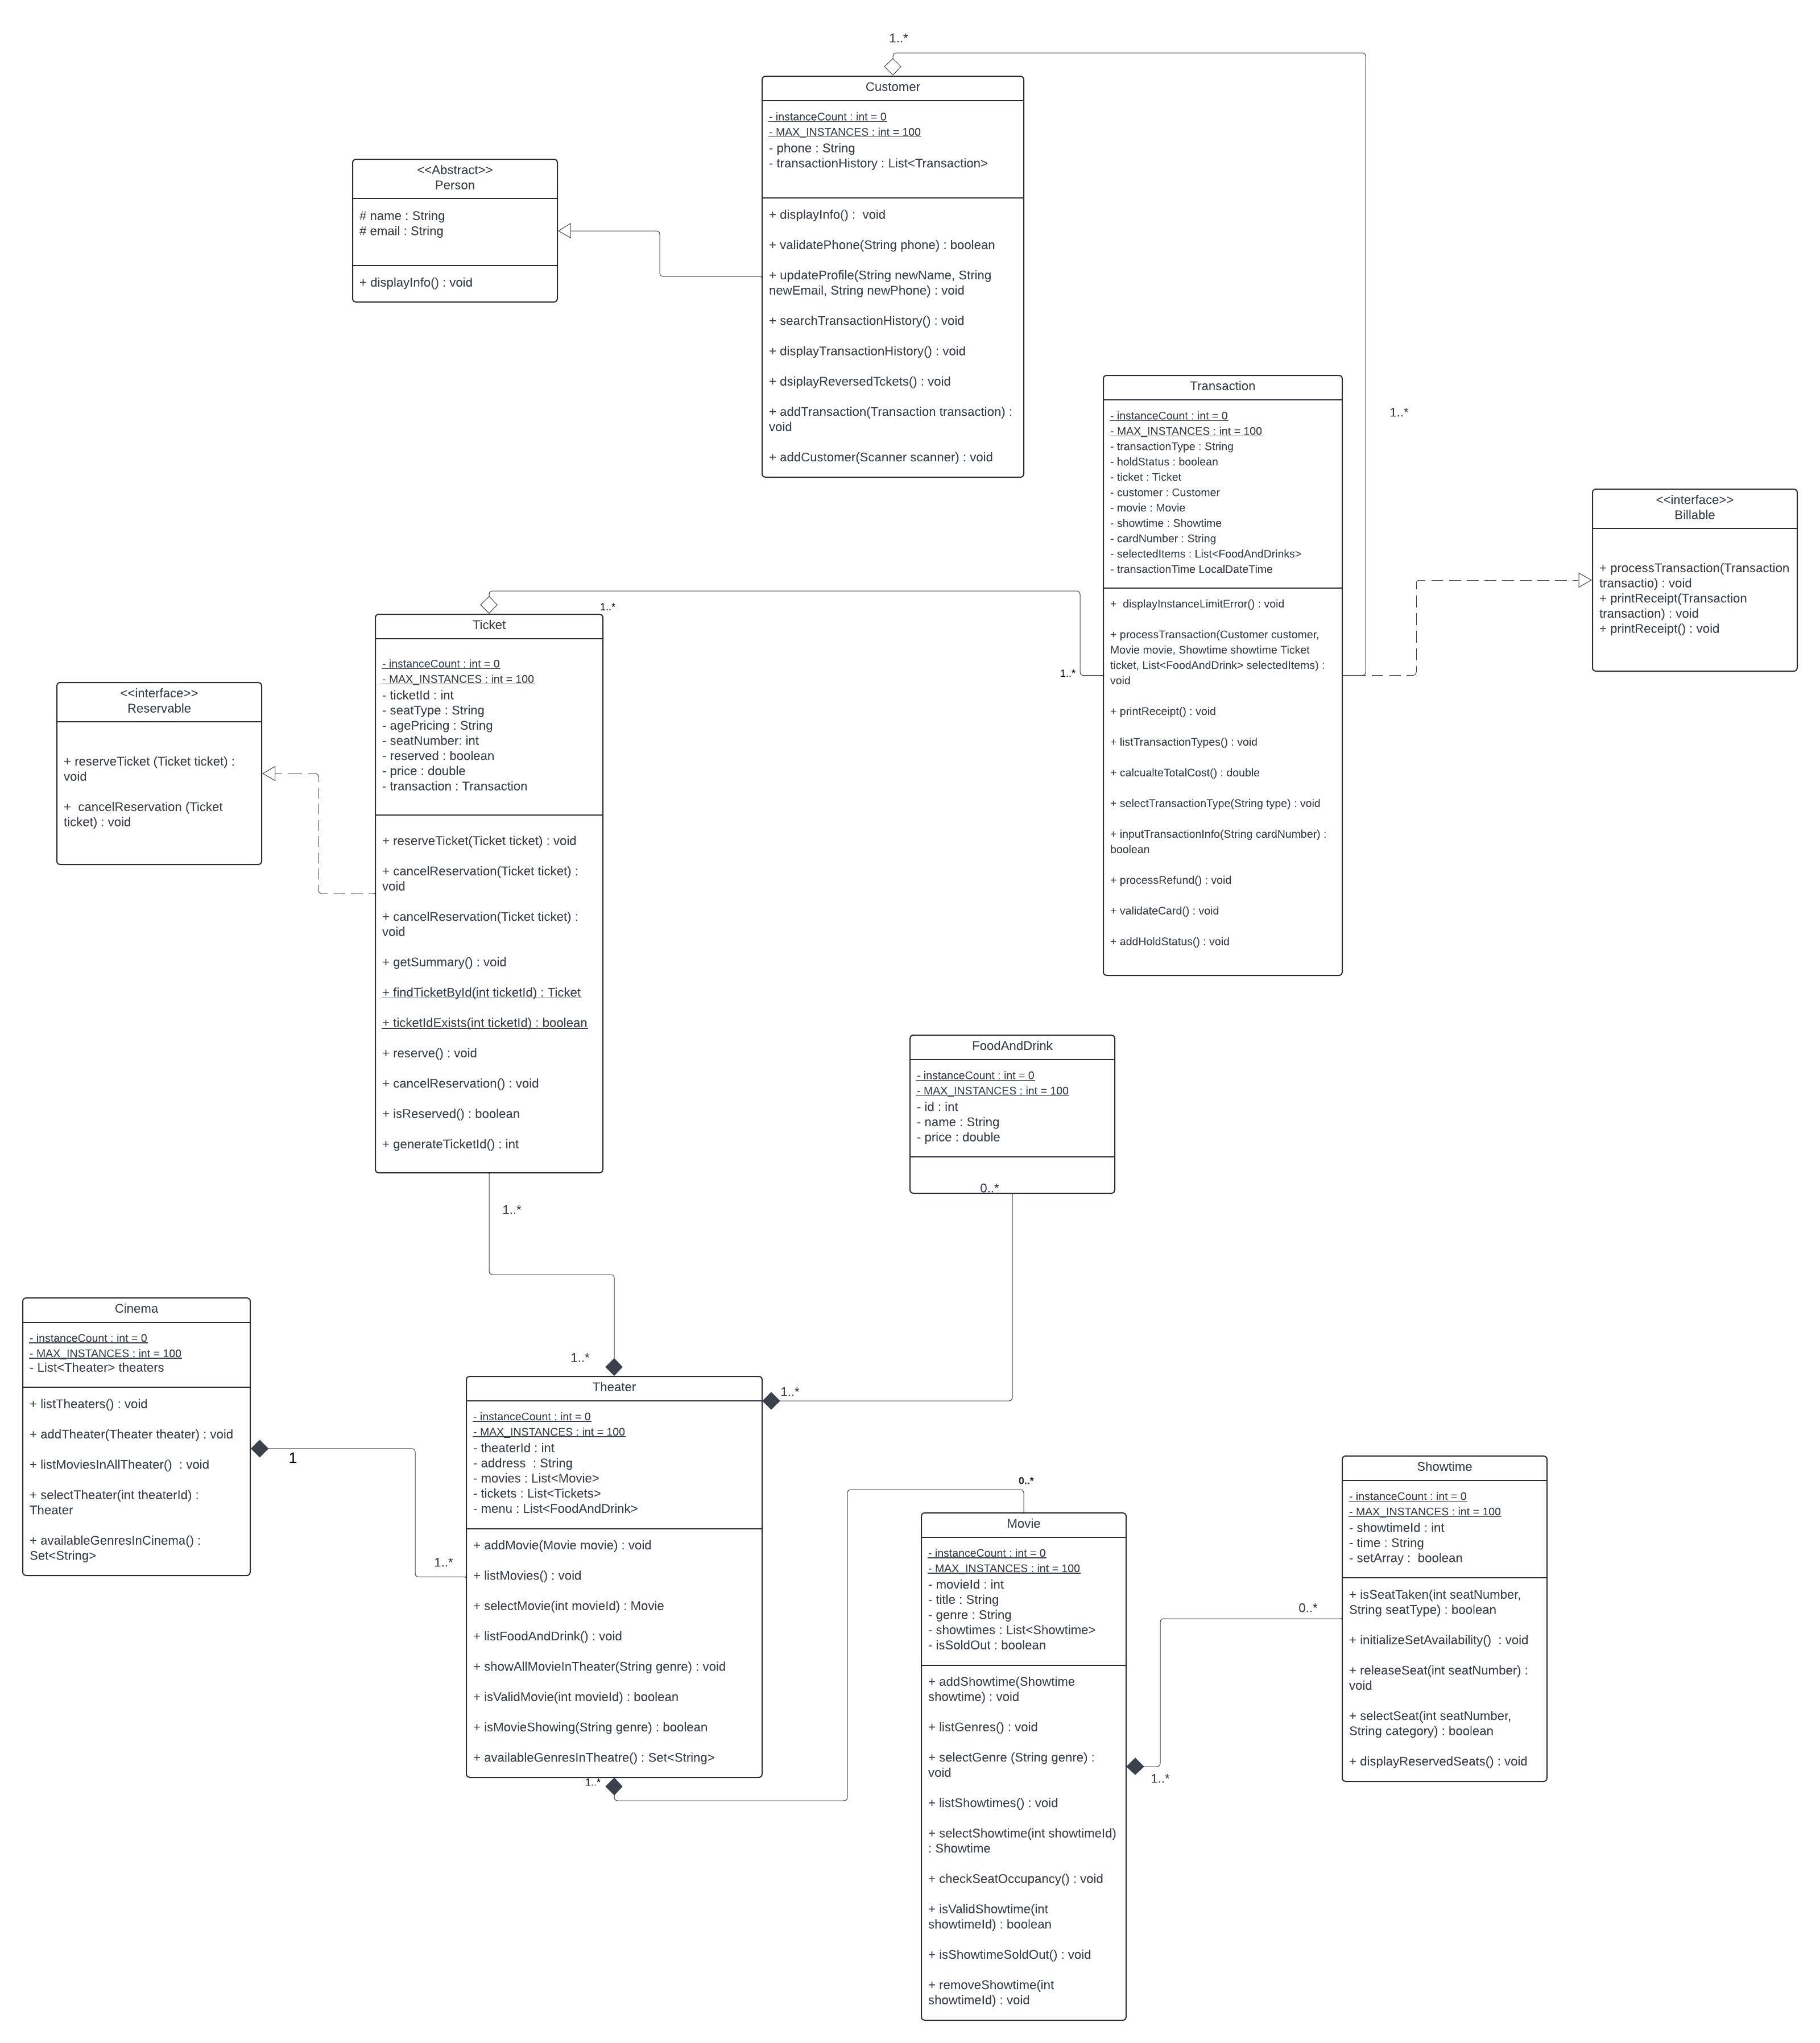 1..*
Customer
- instanceCount : int = 0
- MAX_INSTANCES : int = 100
- phone : String
- transactionHistory : List<Transaction>
+ displayInfo() :  void
+ validatePhone(String phone) : boolean
+ updateProfile(String newName, String
newEmail, String newPhone) : void
+ searchTransactionHistory() : void
+ displayTransactionHistory() : void
+ dsiplayReversedTckets() : void
+ addTransaction(Transaction transaction) :
void
+ addCustomer(Scanner scanner) : void
<<Abstract>>
Person
# name : String
# email : String
+ displayInfo() : void
Transaction
- instanceCount : int = 0
- MAX_INSTANCES : int = 100
- transactionType : String
- holdStatus : boolean
- ticket : Ticket
- customer : Customer
- movie : Movie
- showtime : Showtime
- cardNumber : String
- selectedItems : List<FoodAndDrinks>
- transactionTime LocalDateTime
+  displayInstanceLimitError() : void
+ processTransaction(Customer customer,
Movie movie, Showtime showtime Ticket
ticket, List<FoodAndDrink> selectedItems) :
void
+ printReceipt() : void
+ listTransactionTypes() : void
+ calcualteTotalCost() : double
+ selectTransactionType(String type) : void
+ inputTransactionInfo(String cardNumber) :
boolean
+ processRefund() : void
+ validateCard() : void
+ addHoldStatus() : void
1..*
<<interface>>
Billable
+ processTransaction(Transaction
transactio) : void
+ printReceipt(Transaction
transaction) : void
+ printReceipt() : void
1..*
1..*
Ticket
- instanceCount : int = 0
- MAX_INSTANCES : int = 100
- ticketId : int
- seatType : String
- agePricing : String
- seatNumber: int
- reserved : boolean
- price : double
- transaction : Transaction
+ reserveTicket(Ticket ticket) : void
+ cancelReservation(Ticket ticket) :
void
+ cancelReservation(Ticket ticket) :
void
+ getSummary() : void
+ findTicketById(int ticketId) : Ticket
+ ticketIdExists(int ticketId) : boolean
+ reserve() : void
+ cancelReservation() : void
+ isReserved() : boolean
+ generateTicketId() : int
<<interface>>
Reservable
+ reserveTicket (Ticket ticket) :
void
+  cancelReservation (Ticket
ticket) : void
FoodAndDrink
- instanceCount : int = 0
- MAX_INSTANCES : int = 100
- id : int
- name : String
- price : double
0..*
1..*
Cinema
- instanceCount : int = 0
- MAX_INSTANCES : int = 100
- List<Theater> theaters
+ listTheaters() : void
+ addTheater(Theater theater) : void
+ listMoviesInAllTheater()  : void
+ selectTheater(int theaterId) :
Theater
+ availableGenresInCinema() :
Set<String>
1
1..*
1..*
1..*
Theater
- instanceCount : int = 0
- MAX_INSTANCES : int = 100
- theaterId : int
- address  : String
- movies : List<Movie>
- tickets : List<Tickets>
- menu : List<FoodAndDrink>
+ addMovie(Movie movie) : void
+ listMovies() : void
+ selectMovie(int movieId) : Movie
+ listFoodAndDrink() : void
+ showAllMovieInTheater(String genre) : void
+ isValidMovie(int movieId) : boolean
+ isMovieShowing(String genre) : boolean
+ availableGenresInTheatre() : Set<String>
1..*
0..*
Movie
- instanceCount : int = 0
- MAX_INSTANCES : int = 100
- movieId : int
- title : String
- genre : String
- showtimes : List<Showtime>
- isSoldOut : boolean
+ addShowtime(Showtime
showtime) : void
+ listGenres() : void
+ selectGenre (String genre) :
void
+ listShowtimes() : void
+ selectShowtime(int showtimeId)
: Showtime
+ checkSeatOccupancy() : void
+ isValidShowtime(int
showtimeId) : boolean
+ isShowtimeSoldOut() : void
+ removeShowtime(int
showtimeId) : void
1..*
0..*
Showtime
- instanceCount : int = 0
- MAX_INSTANCES : int = 100
- showtimeId : int
- time : String
- setArray :  boolean
+ isSeatTaken(int seatNumber,
String seatType) : boolean
+ initializeSetAvailability()  : void
+ releaseSeat(int seatNumber) :
void
+ selectSeat(int seatNumber,
String category) : boolean
+ displayReservedSeats() : void